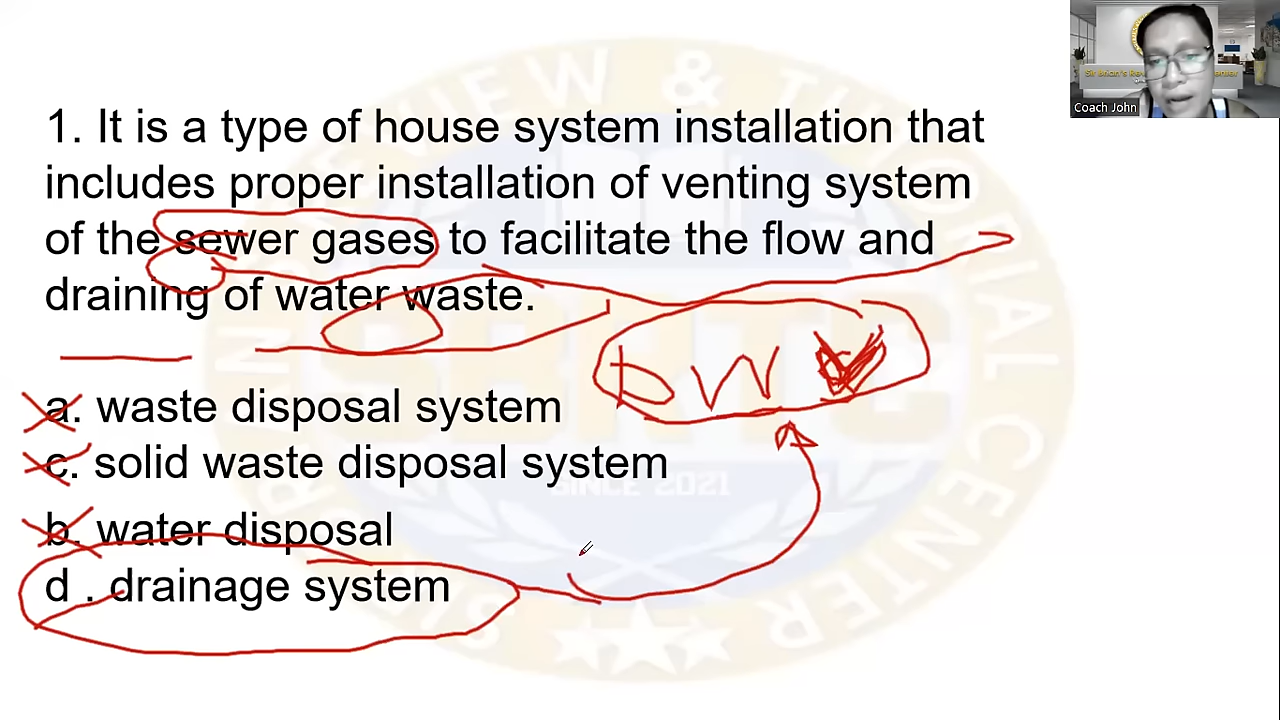 1. It is a type of house system installation that
includes proper installation of venting system
of the sewer gases to facilitate the flow and
draining of water waste.
DWV
a. waste disposal system
c. solid waste disposal system
b. water disposal
d . drainage system
SINCE 2021
Coach John